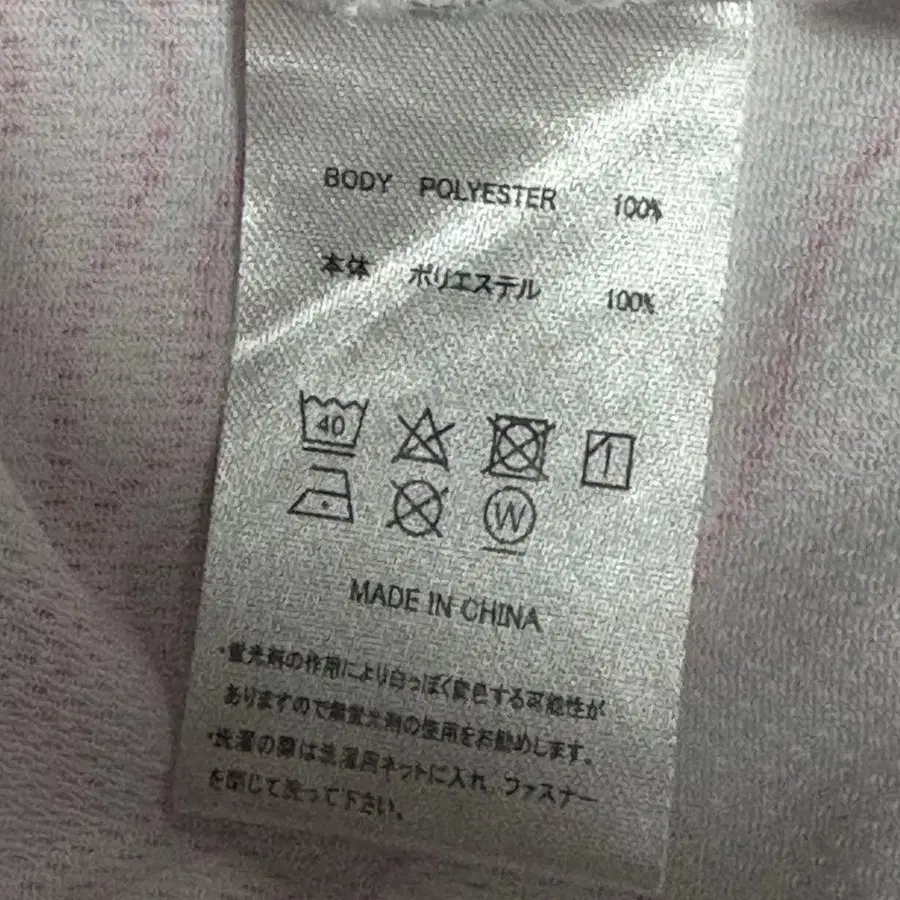 BODY POLYESTER 100%
本体 ポリエステル 100%
40
W
MADE IN CHINA
・蛍光剤の作用により白っぽく変色する可能性が
ありますので無蛍光剤の使用をお勧めします。
・洗濯の際は洗濯用ネットに入れ、ファスナー
を閉じて洗って下さい。